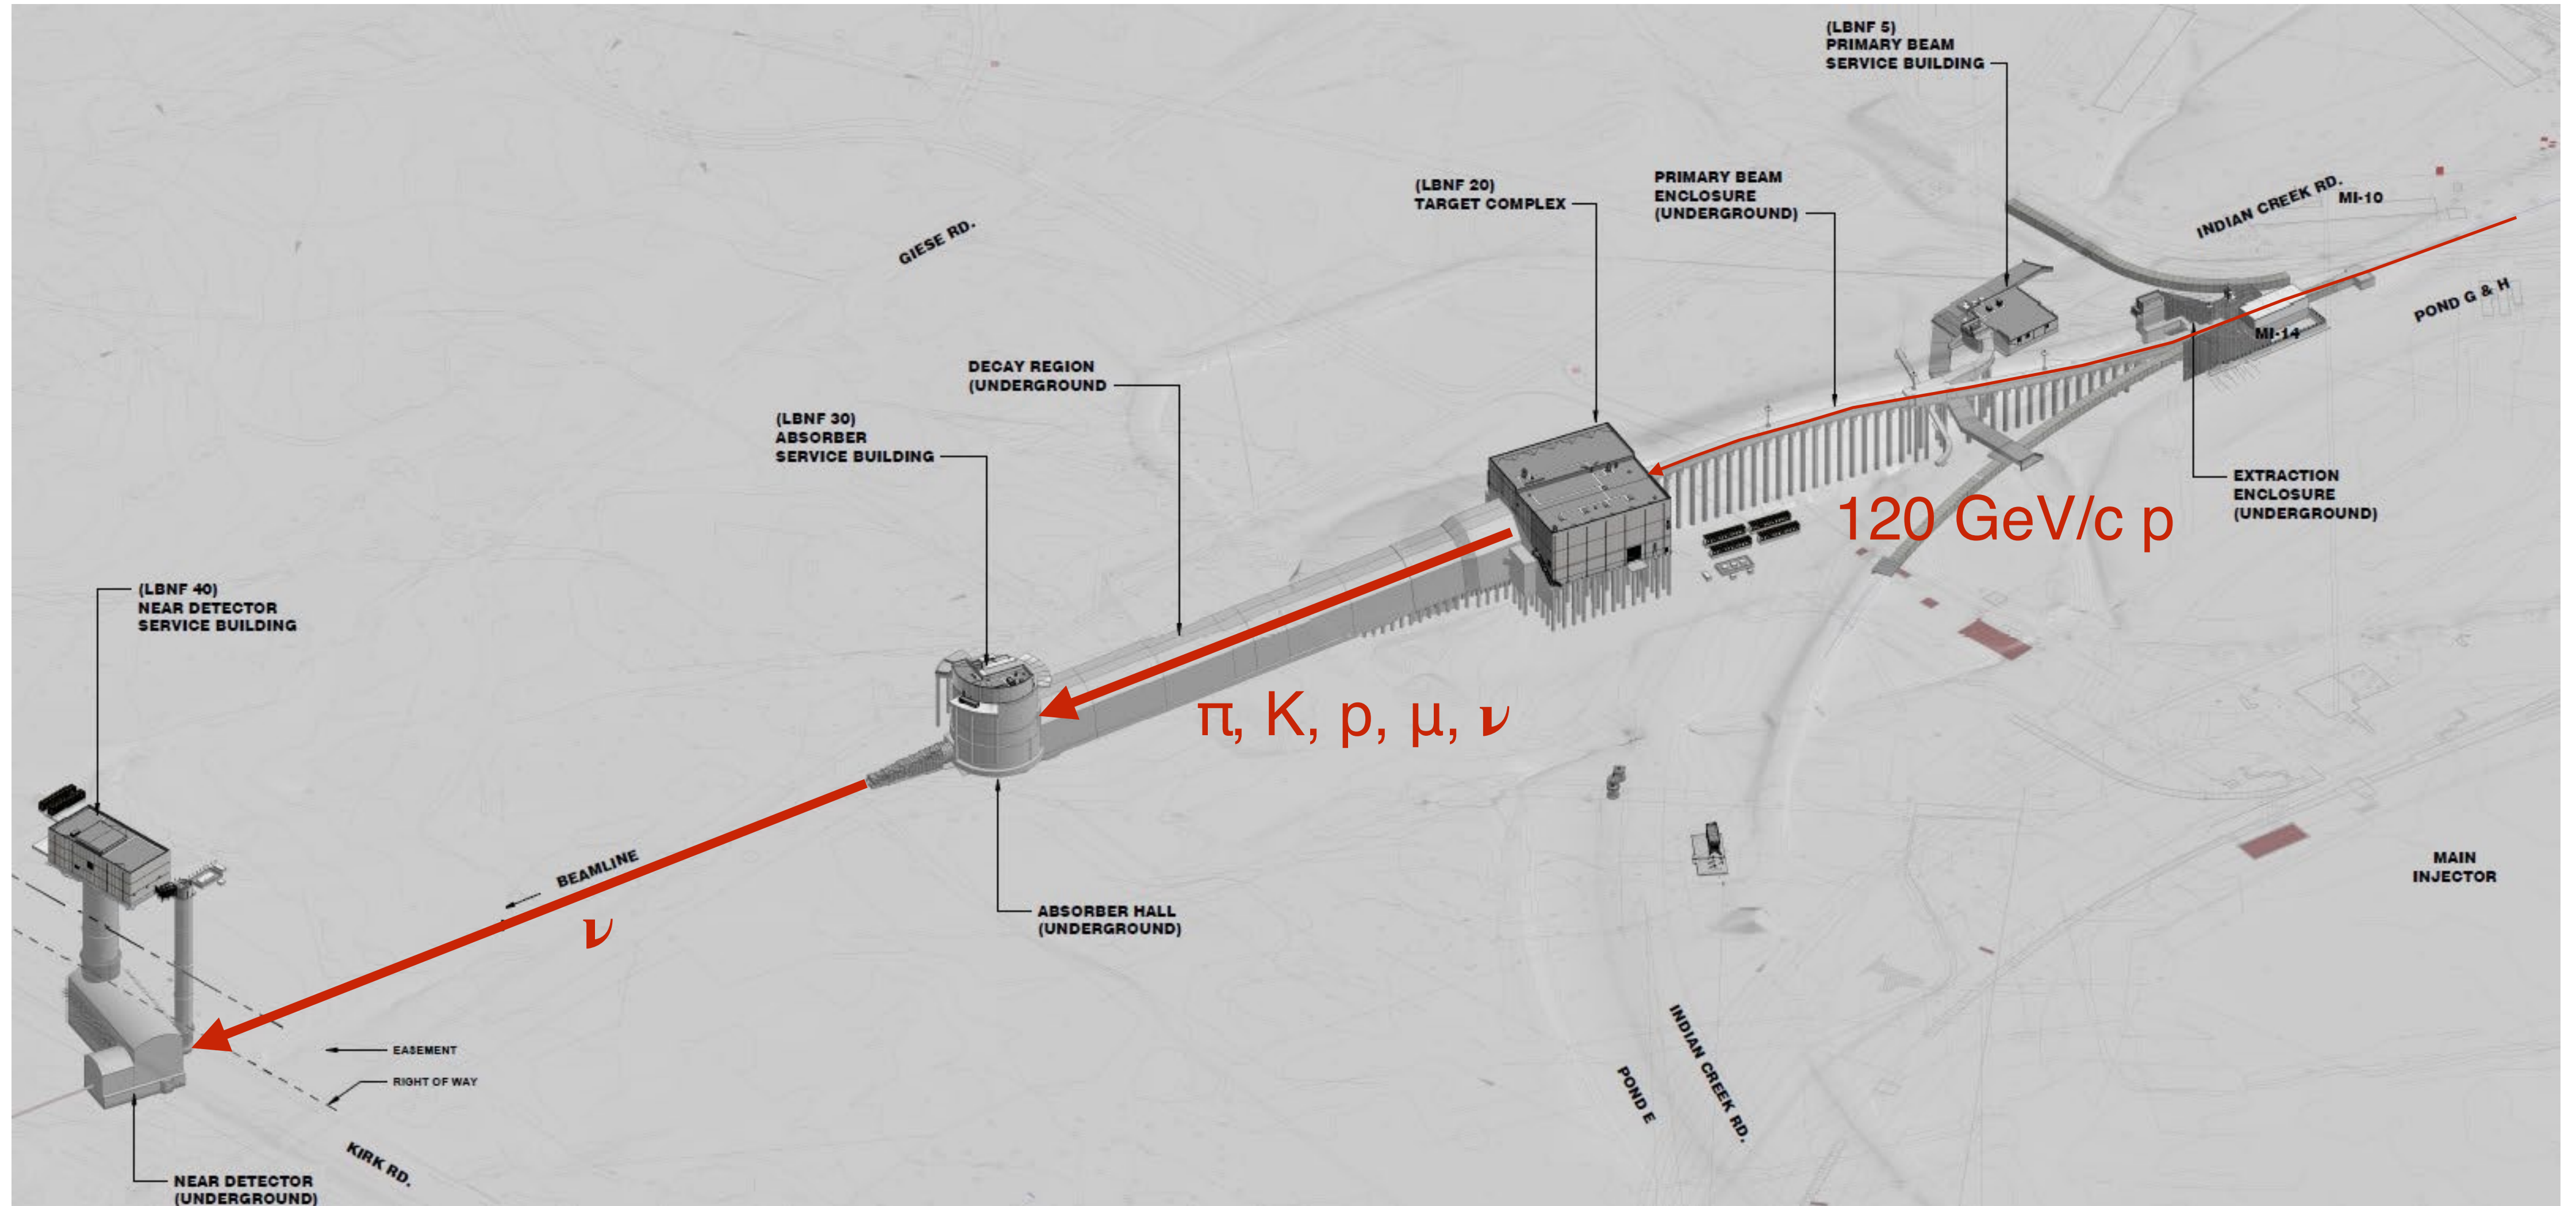 (LBNF 5)
PRIMARY BEAM
SERVICE BUILDING
(LBNF 20)
TARGET COMPLEX
PRIMARY BEAM
ENCLOSURE
(UNDERGROUND)
INDIAN CREEK RD.
MI-10
GIESE RD.
POND G & H
MI-14
DECAY REGION
(UNDERGROUND
(LBNF 30)
ABSORBER
SERVICE BUILDING
EXTRACTION
ENCLOSURE
(UNDERGROUND)
120 GeV/c p
(LBNF 40)
NEAR DETECTOR
SERVICE BUILDING
π, K, p, μ, ν
BEAMLINE
ν
MAIN
INJECTOR
ABSORBER HALL
(UNDERGROUND)
EASEMENT
RIGHT OF WAY
INDIAN CREEK RD.
POND E
KIRK RD.
NEAR DETECTOR
(UNDERGROUND)